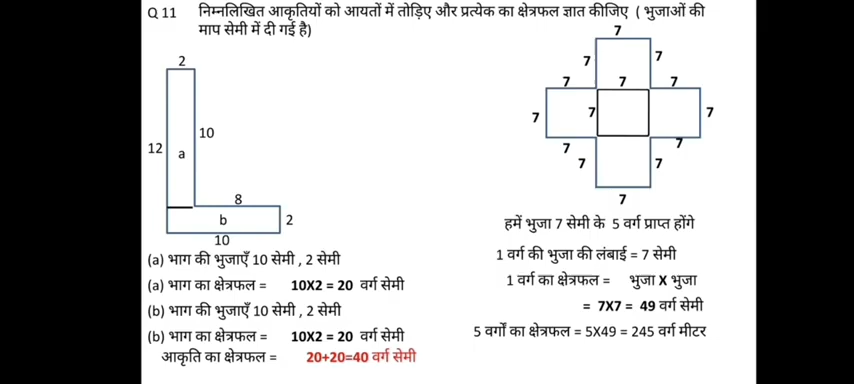 Q 11 निम्नलिखित आकृतियों को आयतों में तोड़िए और प्रत्येक का क्षेत्रफल ज्ञात कीजिए ( भुजाओं की
माप सेमी में दी गई है)
2
12
a
10
8
b
2
10
(a) भाग की भुजाएँ 10 सेमी , 2 सेमी
(a) भाग का क्षेत्रफल = 10X2 = 20 वर्ग सेमी
(b) भाग की भुजाएँ 10 सेमी , 2 सेमी
(b) भाग का क्षेत्रफल = 10X2 = 20 वर्ग सेमी
आकृति का क्षेत्रफल = 20+20=40 वर्ग सेमी
7
7 7
7 7 7
7 7 7
7 7
7 7
7
हमें भुजा 7 सेमी के 5 वर्ग प्राप्त होंगे
1 वर्ग की भुजा की लंबाई = 7 सेमी
1 वर्ग का क्षेत्रफल = भुजा X भुजा
= 7X7 = 49 वर्ग सेमी
5 वर्गों का क्षेत्रफल = 5X49 = 245 वर्ग मीटर